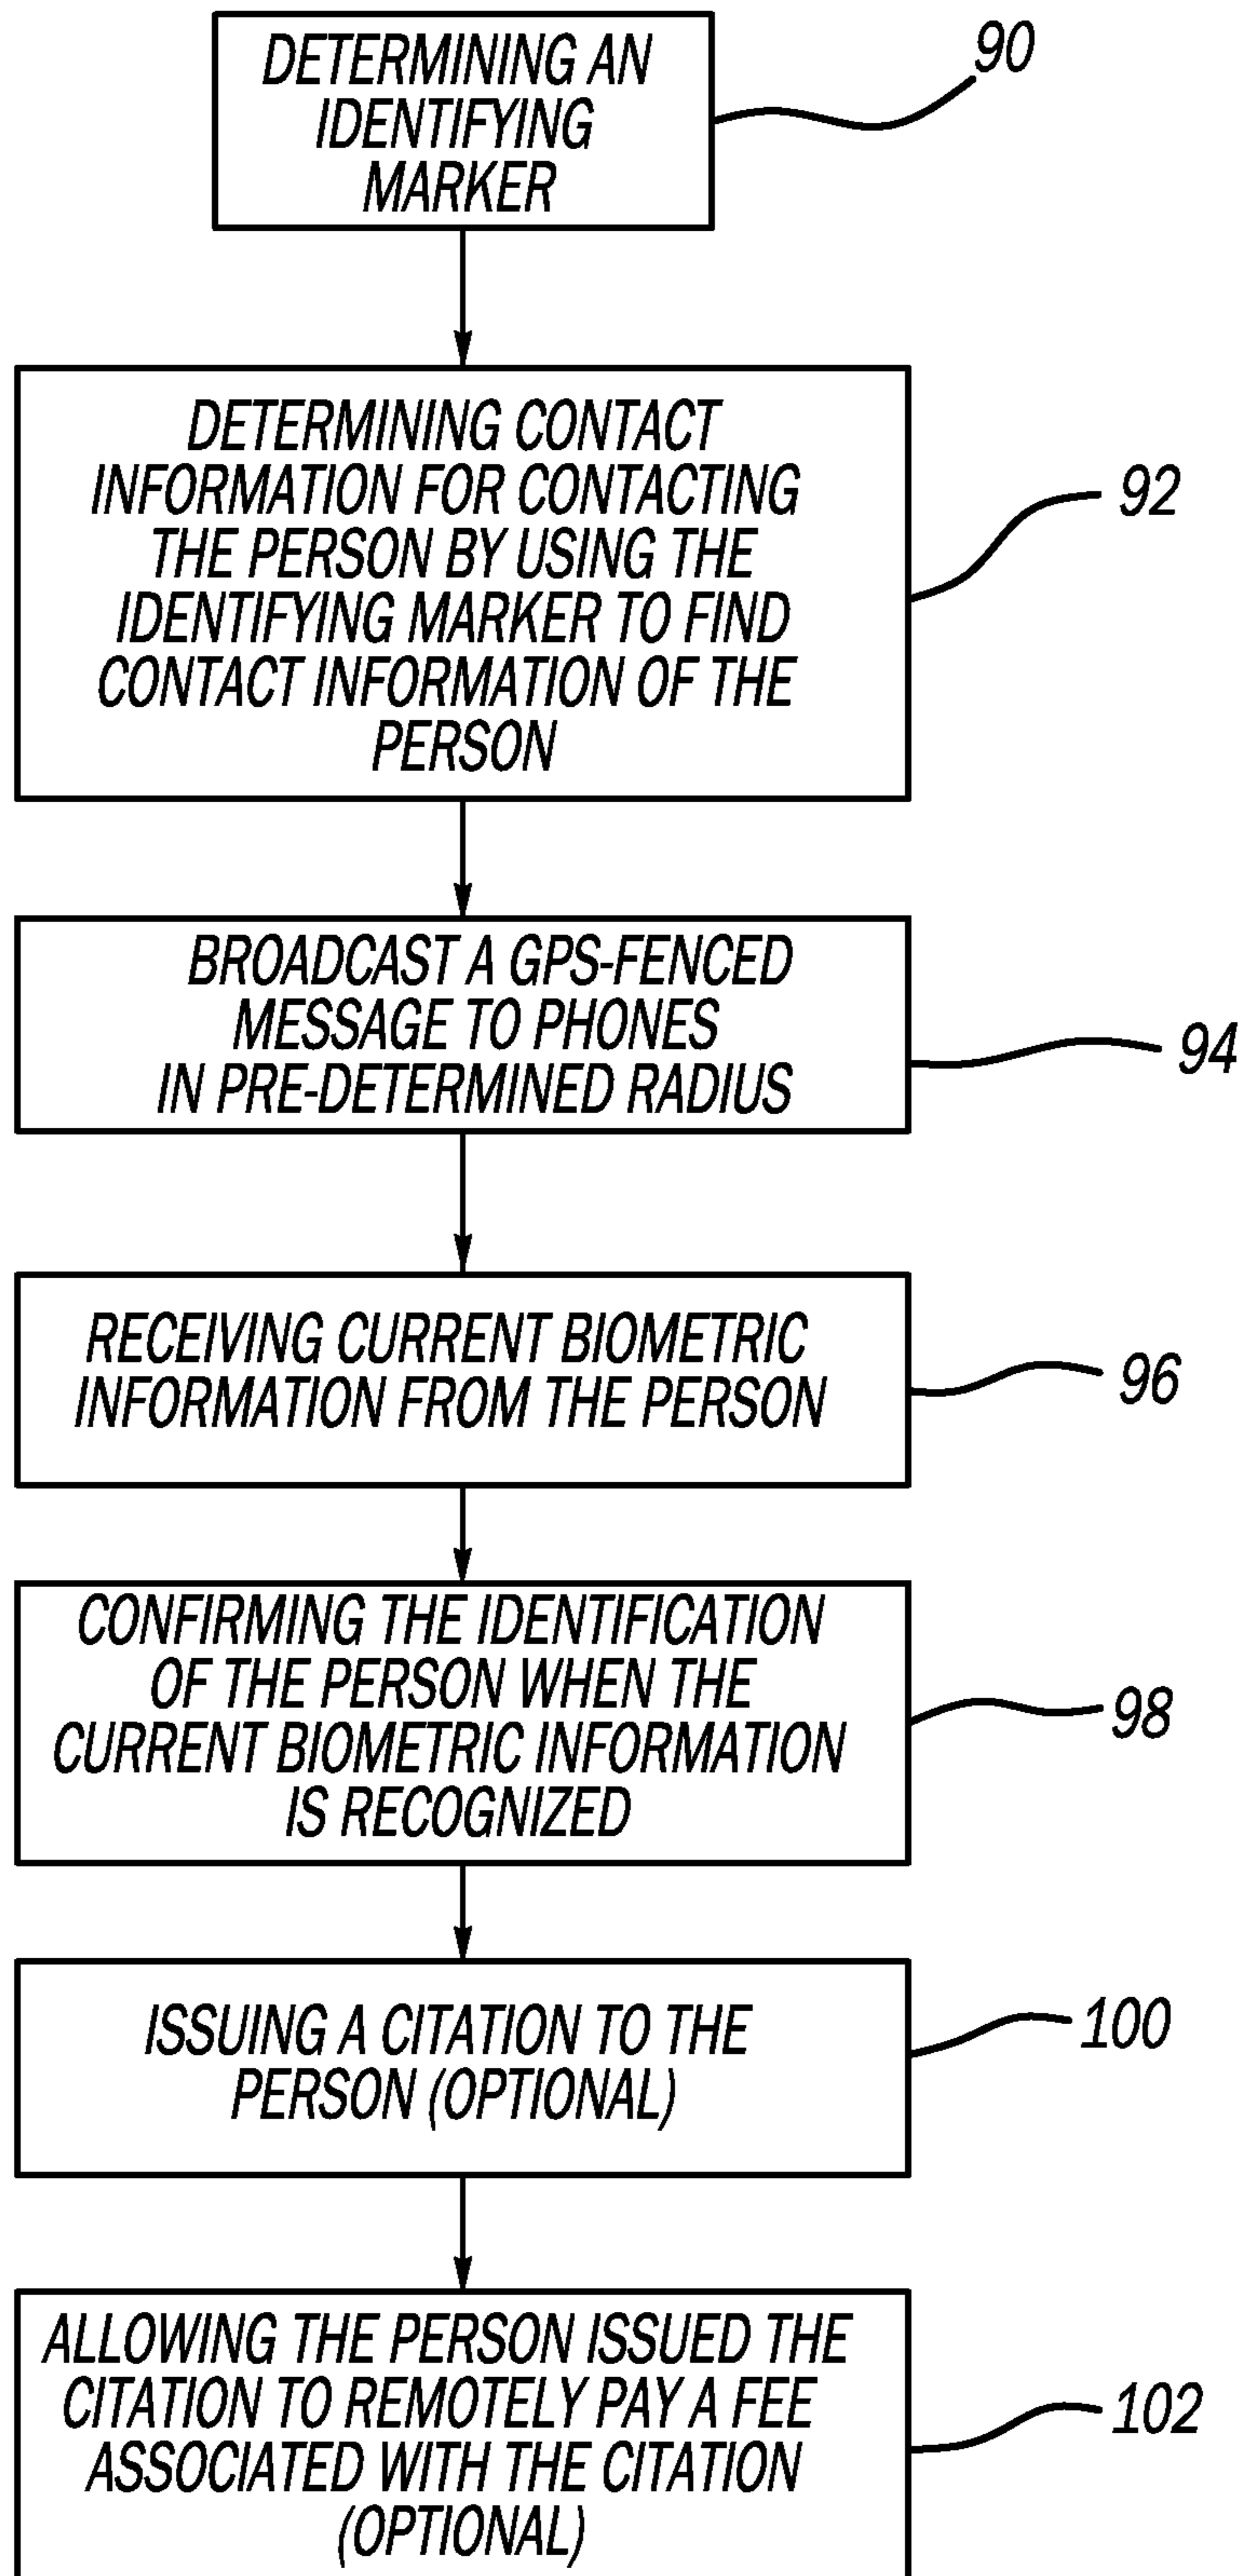 DETERMINING AN
IDENTIFYING
MARKER
90
DETERMINING CONTACT
INFORMATION FOR CONTACTING
THE PERSON BY USING THE
IDENTIFYING MARKER TO FIND
CONTACT INFORMATION OF THE
PERSON
92
BROADCAST A GPS-FENCED
MESSAGE TO PHONES
IN PRE-DETERMINED RADIUS
94
RECEIVING CURRENT BIOMETRIC
INFORMATION FROM THE PERSON
96
CONFIRMING THE IDENTIFICATION
OF THE PERSON WHEN THE
CURRENT BIOMETRIC INFORMATION
IS RECOGNIZED
98
ISSUING A CITATION TO THE
PERSON (OPTIONAL)
100
ALLOWING THE PERSON ISSUED THE
CITATION TO REMOTELY PAY A FEE
ASSOCIATED WITH THE CITATION
(OPTIONAL)
102